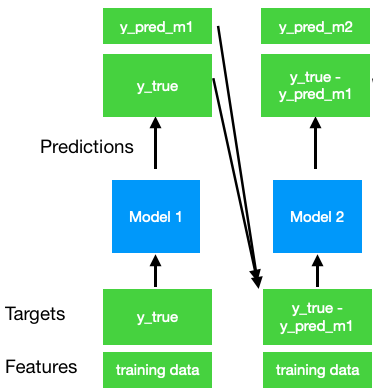 y_pred_m1
y_pred_m2
y_true
y_true -
y_pred_m1
Predictions
Model 1
Model 2
Targets
y_true
y_true -
y_pred_m1
Features
training data
training data